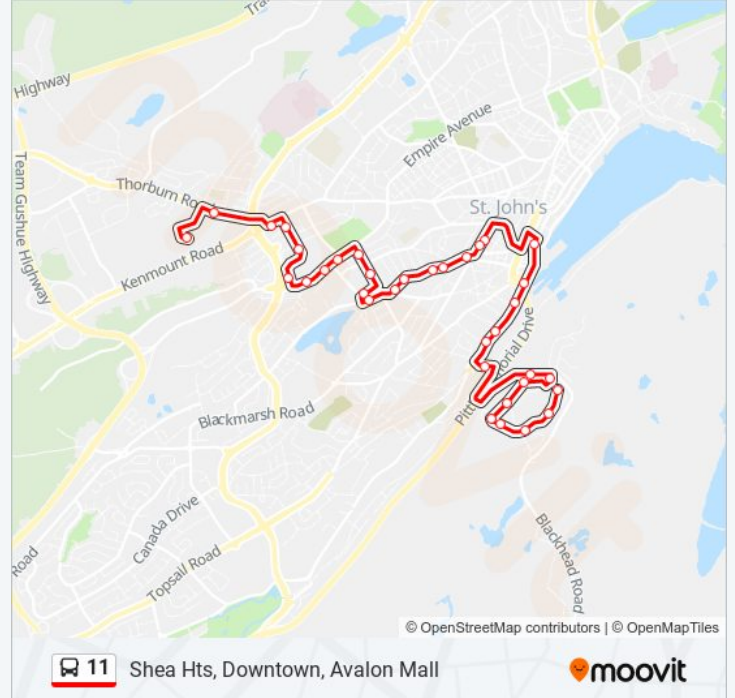 Tra
Highway
Empire Avenue
Team Gushue Highway
Thorburn Road
St. John's
Kenmount Road
Pitts Memorial Drive
Blackmarsh Road
Canada Drive
Blackhead Road
Topsail Road
Road
© OpenStreetMap contributors | © OpenMapTiles
11 Shea Hts, Downtown, Avalon Mall
moovit